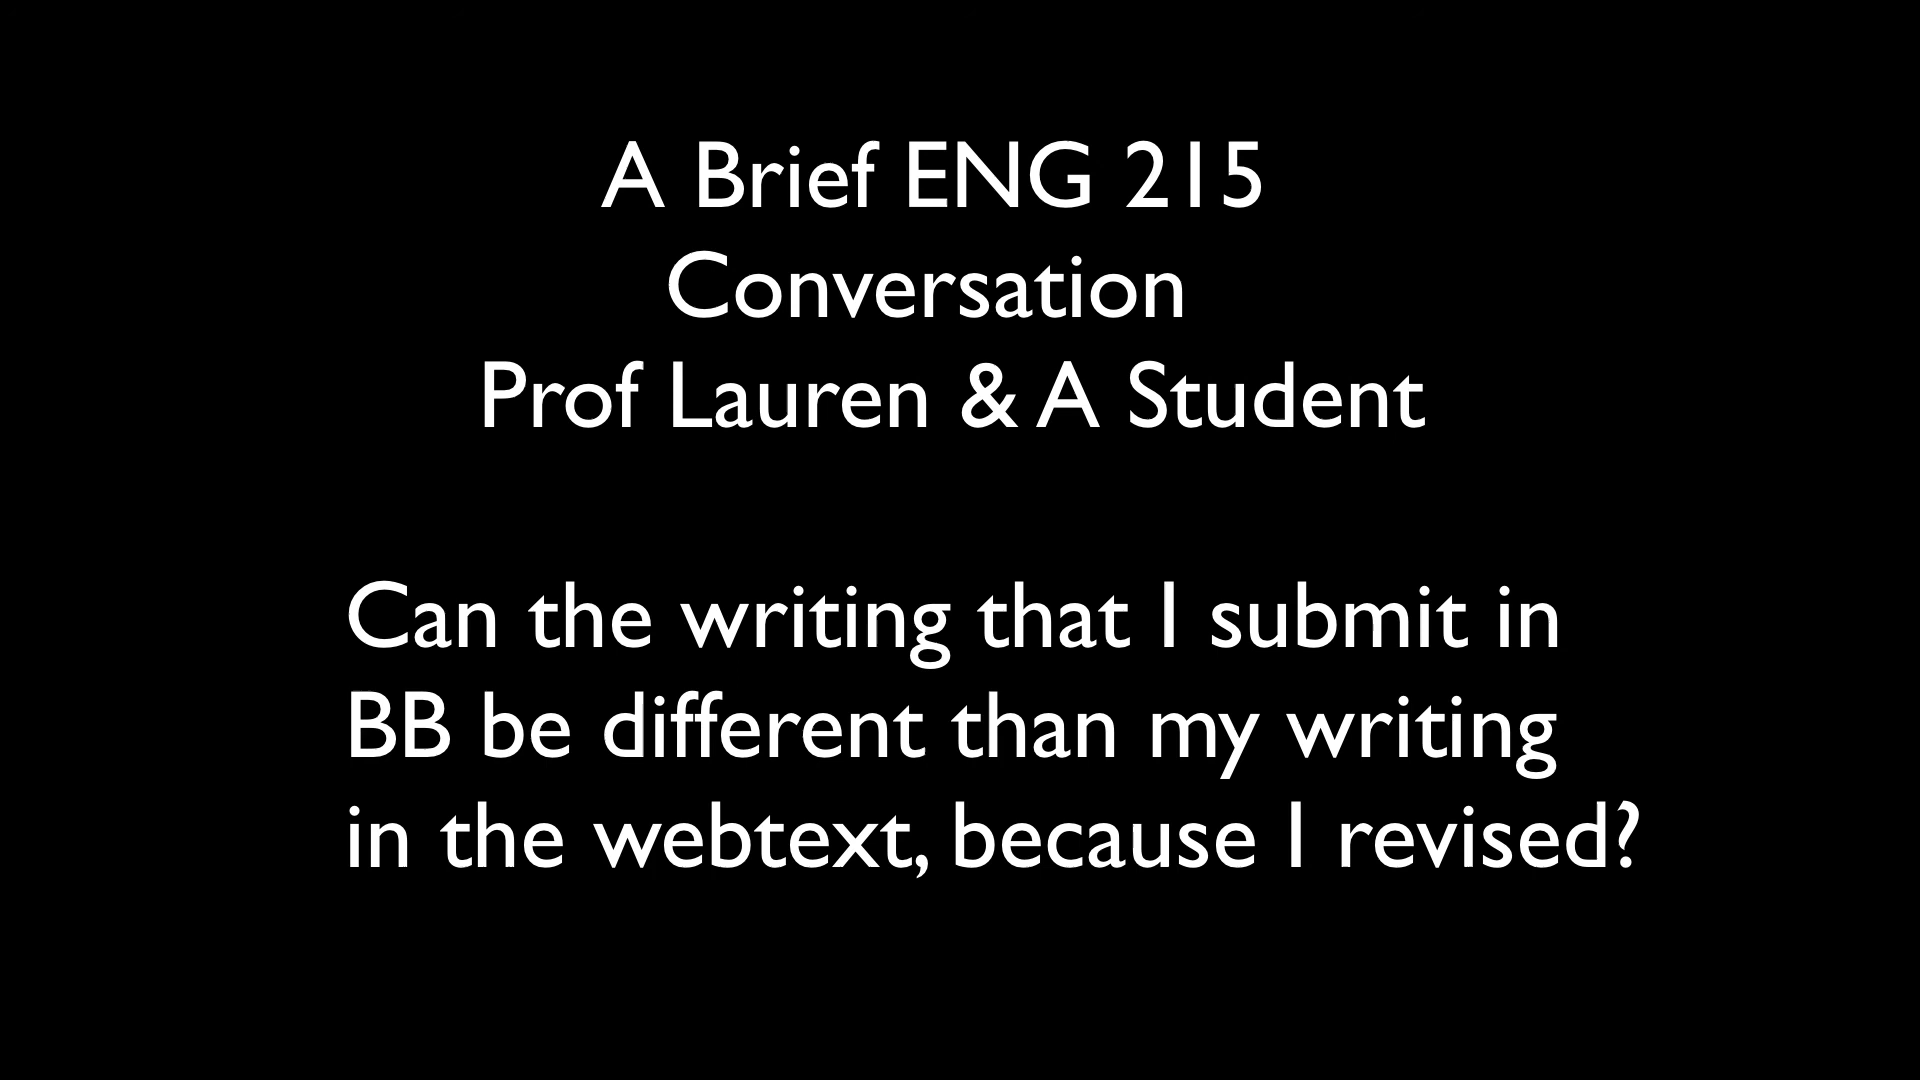 A Brief ENG 215
Conversation
Prof Lauren & A Student
Can the writing that I submit in
BB be different than my writing
in the webtext, because I revised?